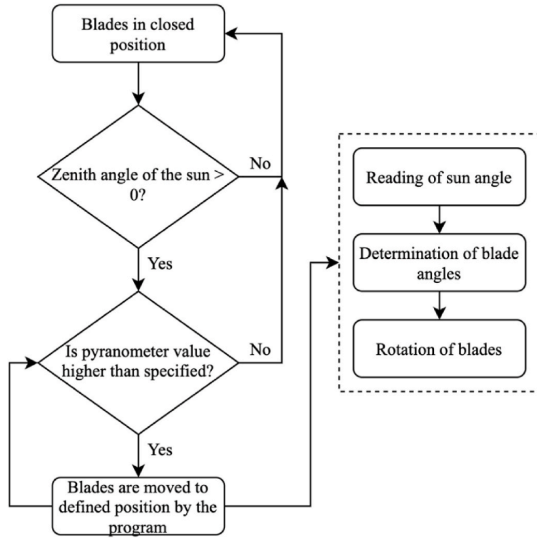 Blades in closed
position
Zenith angle of the sun >
0?
No
Yes
Is pyranometer value
higher than specified?
No
Yes
Blades are moved to
defined position by the
program
Reading of sun angle
Determination of blade
angles
Rotation of blades